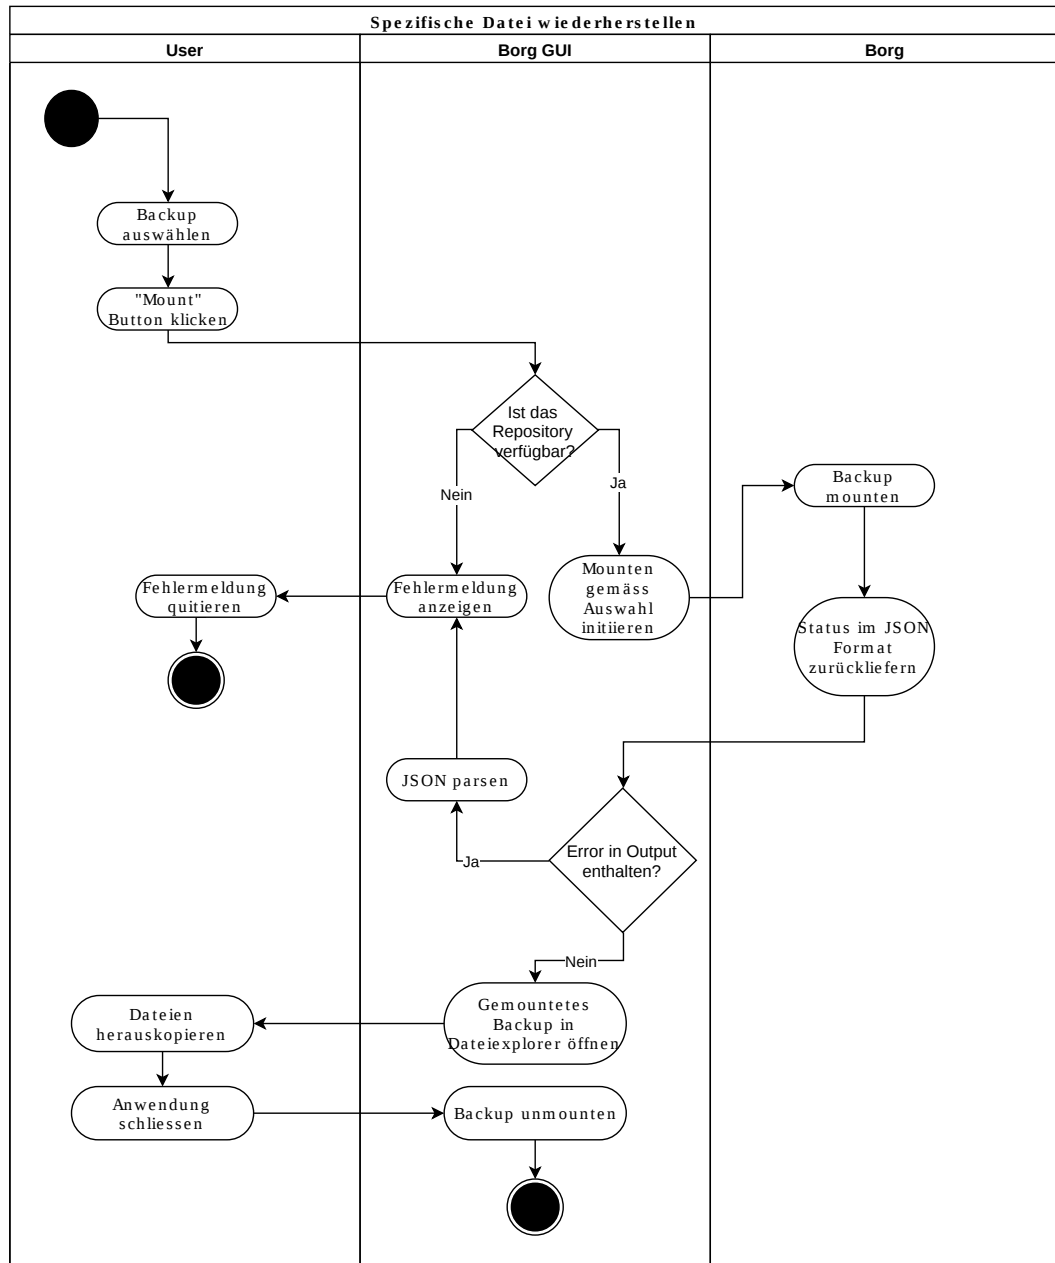 Spezifische Datei wiederherstellen
User
Borg GUI
Borg
Backup
auswählen
"Mount"
Button klicken
Ist das
Repository
verfügbar?
Nein
Ja
Backup
mounten
Fehlermeldung
quitieren
Fehlermeldung
anzeigen
Mounten
gemäss
Auswahl
initiieren
Status im JSON
Format
zurückliefern
JSON parsen
Ja
Error in Output
enthalten?
Nein
Dateien
herauskopieren
Gemountetes
Backup in
Dateiexplorer öffnen
Anwendung
schliessen
Backup unmounten